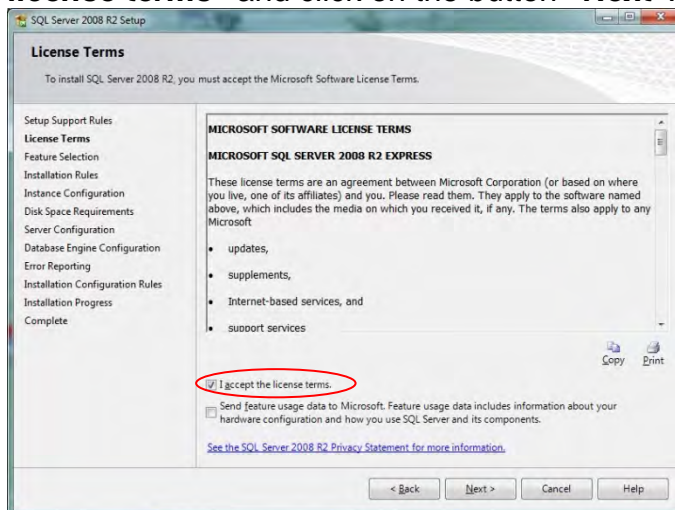 license terms" and click on the button "Next"
SQL Server 2008 R2 Setup
License Terms
To install SQL Server 2008 R2, you must accept the Microsoft Software License Terms.
Setup Support Rules
License Terms
Feature Selection
Installation Rules
Instance Configuration
Disk Space Requirements
Server Configuration
Database Engine Configuration
Error Reporting
Installation Configuration Rules
Installation Progress
Complete
MICROSOFT SOFTWARE LICENSE TERMS
MICROSOFT SQL SERVER 2008 R2 EXPRESS
These license terms are an agreement between Microsoft Corporation (or based on where
you live, one of its affiliates) and you. Please read them. They apply to the software named
above, which includes the media on which you received it, if any. The terms also apply to any
Microsoft
• updates,
• supplements,
• Internet-based services, and
• support services
Copy Print
I accept the license terms.
Send feature usage data to Microsoft. Feature usage data includes information about your
hardware configuration and how you use SQL Server and its components.
See the SQL Server 2008 R2 Privacy Statement for more information.
< Back Next > Cancel Help